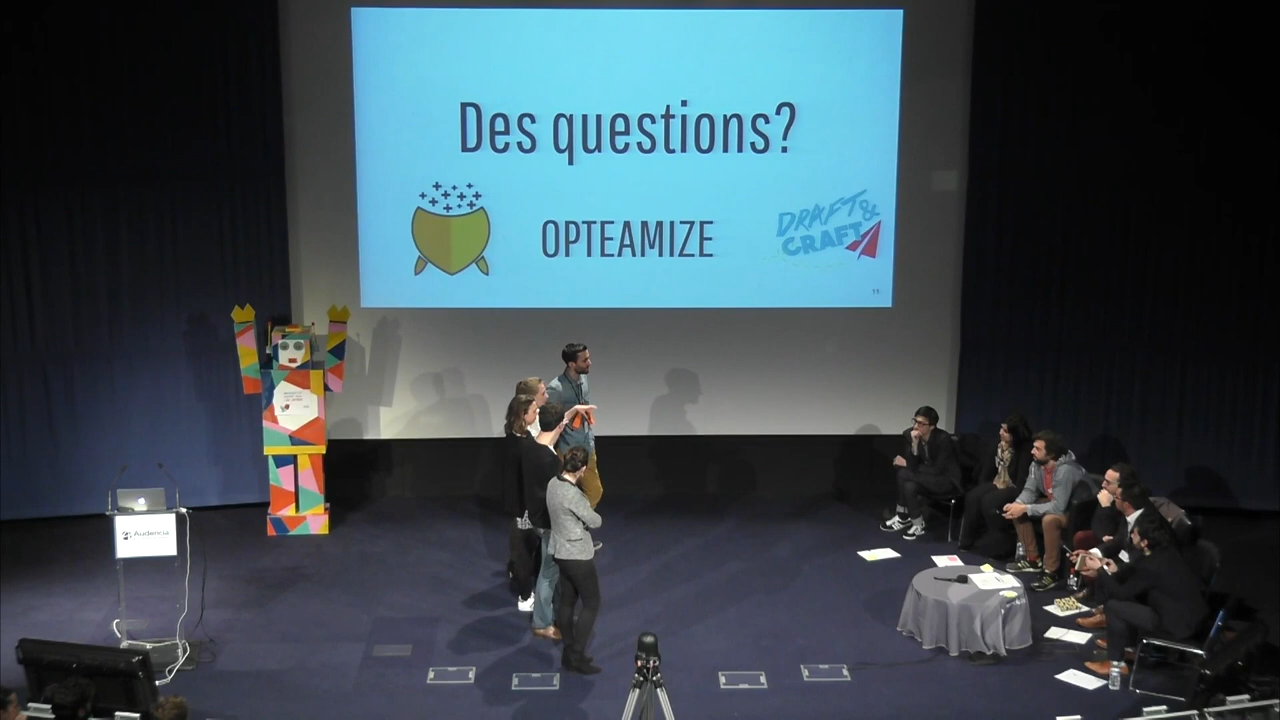 Des questions?
OPTEAMIZE
DRAFT &
CRAFT
11
Audencia